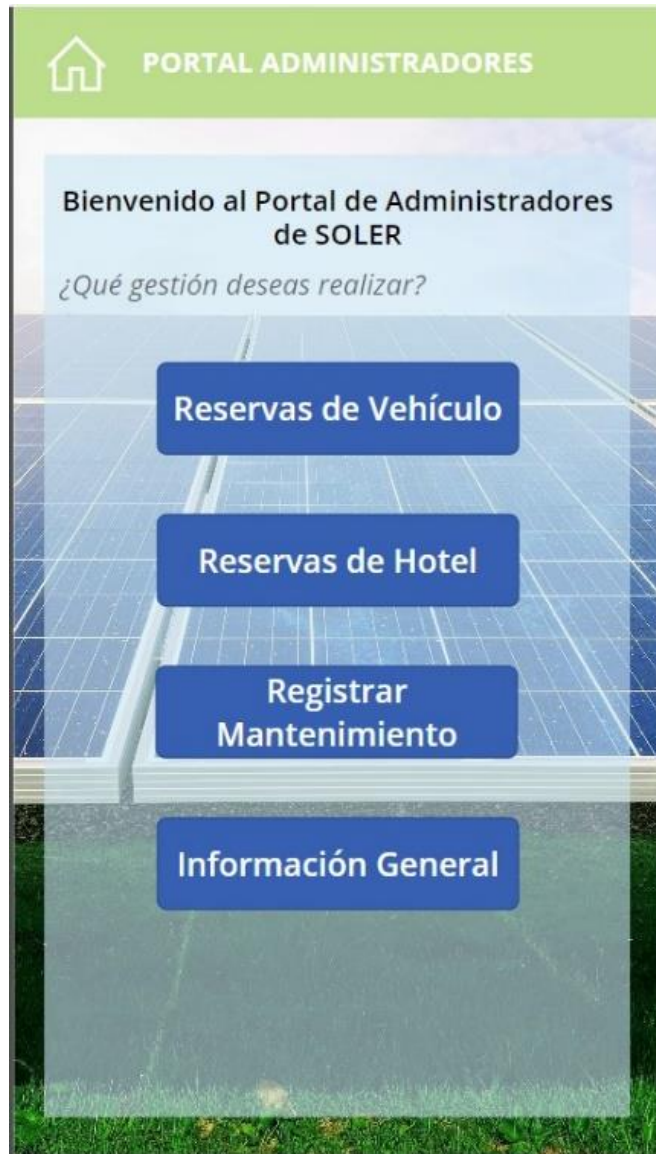 PORTAL ADMINISTRADORES
Bienvenido al Portal de Administradores
de SOLER
¿Qué gestión deseas realizar?
Reservas de Vehículo
Reservas de Hotel
Registrar
Mantenimiento
Información General